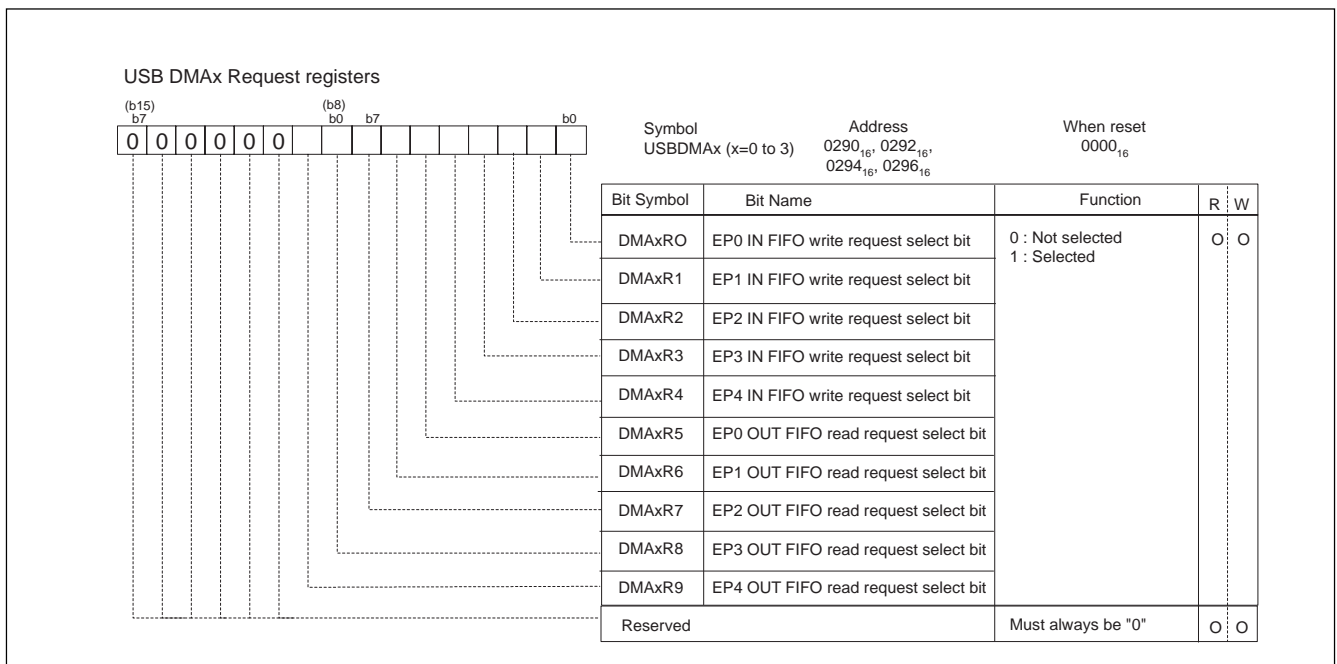 USB DMAx Request registers
(b15) (b8)
b7 b0 b7 b0
0 0 0 0 0 0
Symbol Address When reset
USBDMAx (x=0 to 3) 0290₁₆, 0292₁₆, 0000₁₆
0294₁₆, 0296₁₆
Bit Symbol Bit Name Function R W
DMAxRO EP0 IN FIFO write request select bit 0 : Not selected O O
1 : Selected
DMAxR1 EP1 IN FIFO write request select bit
DMAxR2 EP2 IN FIFO write request select bit
DMAxR3 EP3 IN FIFO write request select bit
DMAxR4 EP4 IN FIFO write request select bit
DMAxR5 EP0 OUT FIFO read request select bit
DMAxR6 EP1 OUT FIFO read request select bit
DMAxR7 EP2 OUT FIFO read request select bit
DMAxR8 EP3 OUT FIFO read request select bit
DMAxR9 EP4 OUT FIFO read request select bit
Reserved Must always be "0" O O